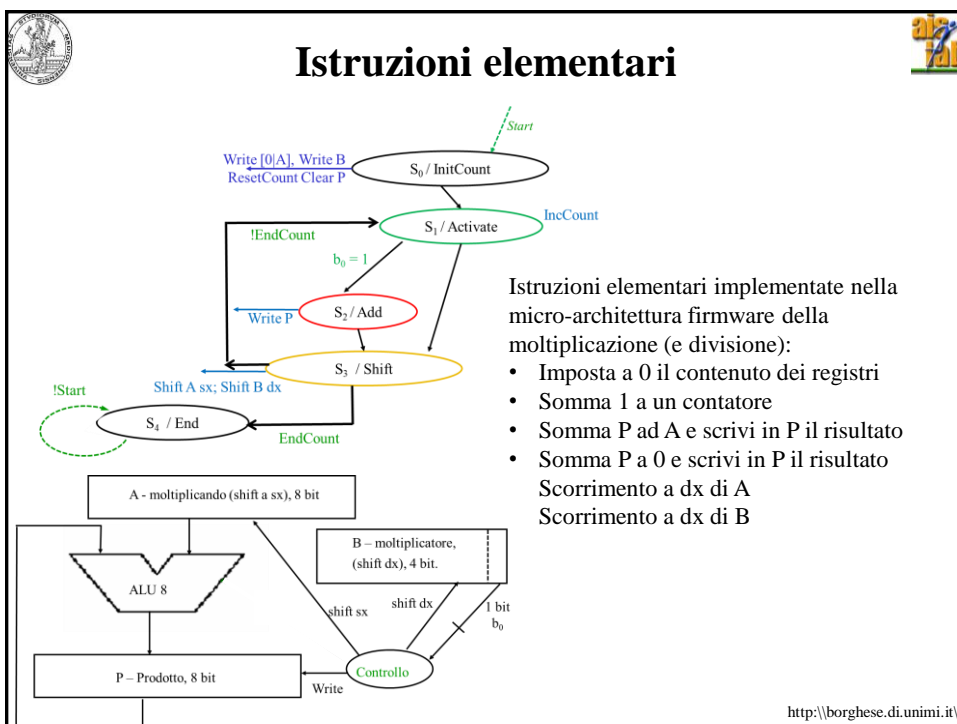 Istruzioni elementari
Start
Write [0|A], Write B
ResetCount Clear P
S0 / InitCount
S1 / Activate
IncCount
!EndCount
b0 = 1
S2 / Add
Write P
S3 / Shift
Shift A sx; Shift B dx
!Start
S4 / End
EndCount
Istruzioni elementari implementate nella
micro-architettura firmware della
moltiplicazione (e divisione):
• Imposta a 0 il contenuto dei registri
• Somma 1 a un contatore
• Somma P ad A e scrivi in P il risultato
• Somma P a 0 e scrivi in P il risultato
Scorrimento a dx di A
Scorrimento a dx di B
A - moltiplicando (shift a sx), 8 bit
B – moltiplicatore,
(shift dx), 4 bit.
ALU 8
shift sx
shift dx
1 bit
b0
Controllo
P – Prodotto, 8 bit
Write
http:\\borghese.di.unimi.it\